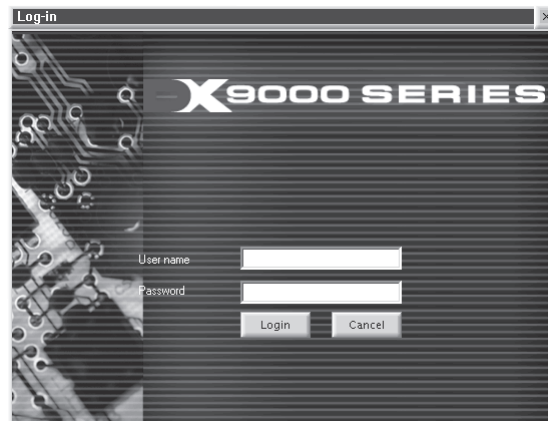 Log-in
X9000 SERIES
User name
Password
Login Cancel